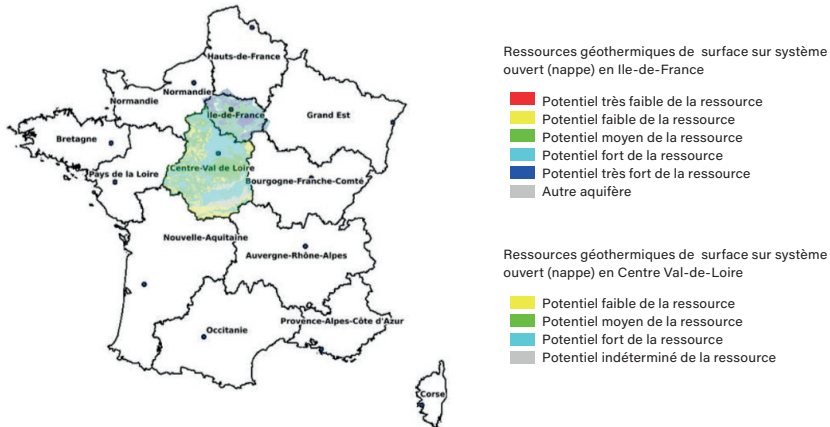 Hauts-de-France
Normandie
Normandie
Ile-de-France
Grand Est
Bretagne
Pays de la Loire
Centre-Val de Loire
Bourgogne-Franche-Comté
Nouvelle-Aquitaine
Auvergne-Rhône-Alpes
Provence-Alpes-Côte d'Azur
Occitanie
Corse
Ressources géothermiques de surface sur système
ouvert (nappe) en Ile-de-France
Potentiel très faible de la ressource
Potentiel faible de la ressource
Potentiel moyen de la ressource
Potentiel fort de la ressource
Potentiel très fort de la ressource
Autre aquifère
Ressources géothermiques de surface sur système
ouvert (nappe) en Centre Val-de-Loire
Potentiel faible de la ressource
Potentiel moyen de la ressource
Potentiel fort de la ressource
Potentiel indéterminé de la ressource